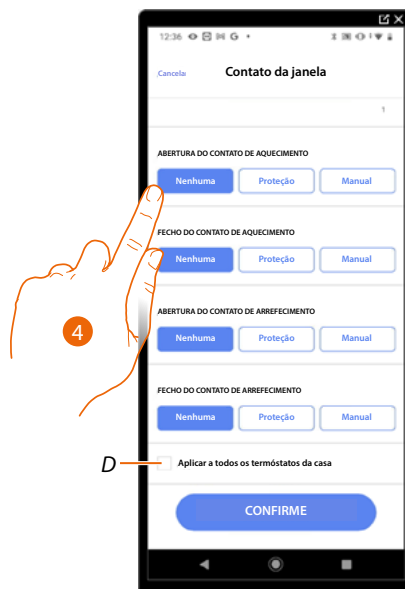 12:36 G
Cancelar Contato da janela
1
ABERTURA DO CONTATO DE AQUECIMENTO
Nenhuma Proteção Manual
FECHO DO CONTATO DE AQUECIMENTO
Nenhuma Proteção Manual
4
ABERTURA DO CONTATO DE ARREFECIMENTO
Nenhuma Proteção Manual
FECHO DO CONTATO DE ARREFECIMENTO
Nenhuma Proteção Manual
D Aplicar a todos os termóstatos da casa
CONFIRME